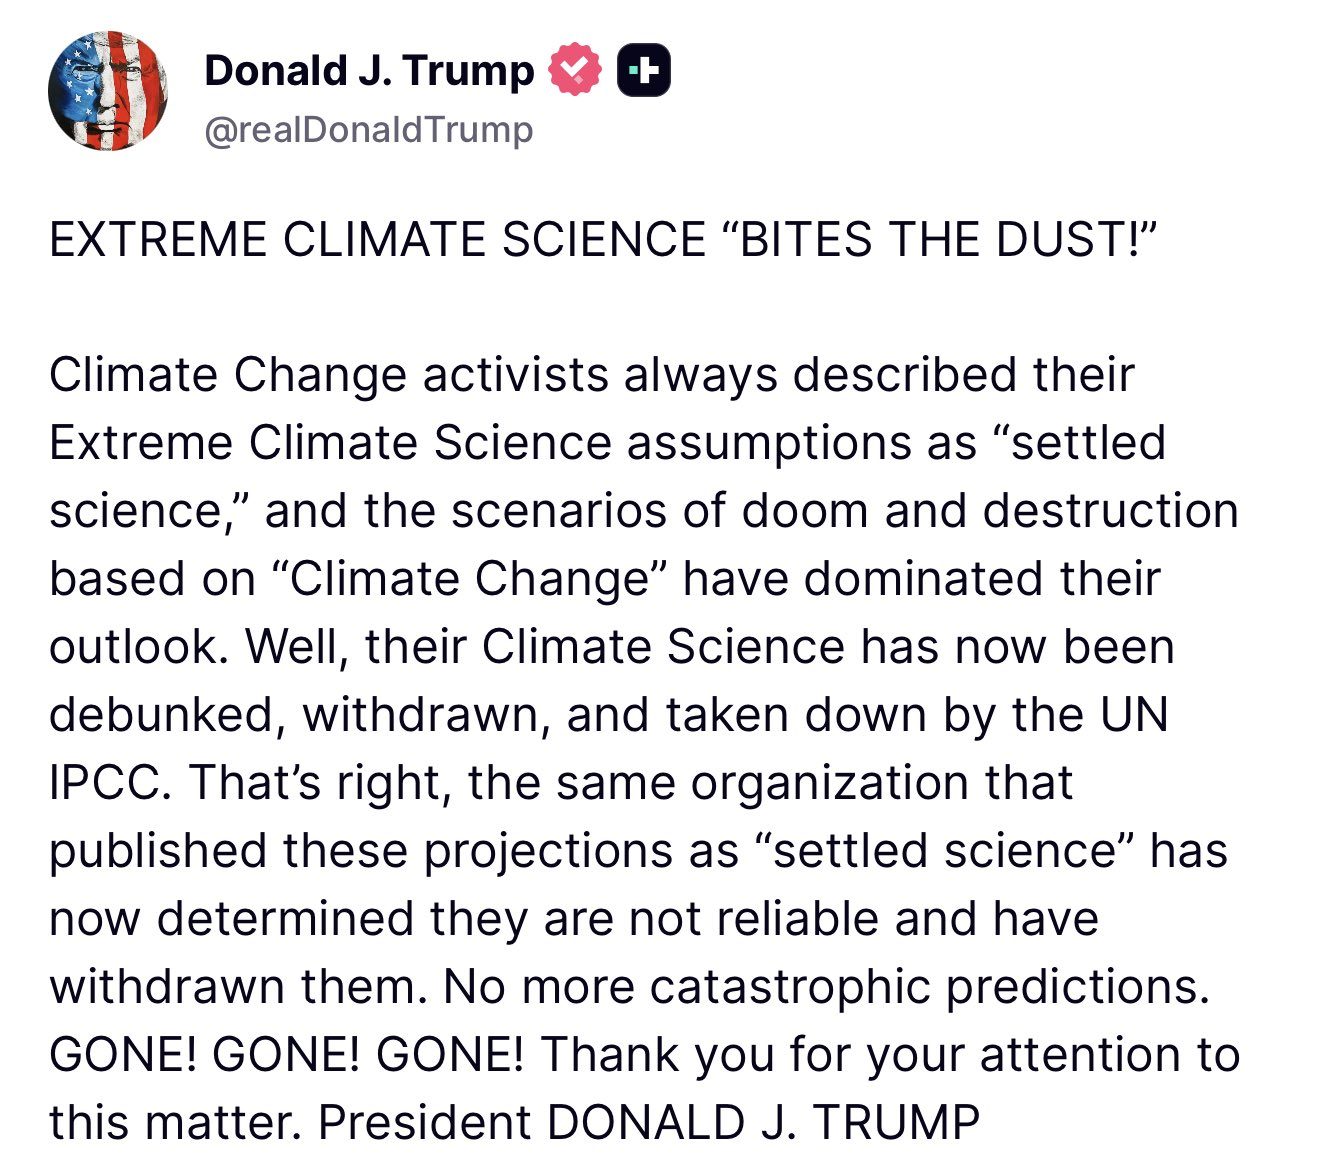 Donald J. Trump
@realDonaldTrump
EXTREME CLIMATE SCIENCE “BITES THE DUST!”
Climate Change activists always described their
Extreme Climate Science assumptions as “settled
science,” and the scenarios of doom and destruction
based on “Climate Change” have dominated their
outlook. Well, their Climate Science has now been
debunked, withdrawn, and taken down by the UN
IPCC. That’s right, the same organization that
published these projections as “settled science” has
now determined they are not reliable and have
withdrawn them. No more catastrophic predictions.
GONE! GONE! GONE! Thank you for your attention to
this matter. President DONALD J. TRUMP